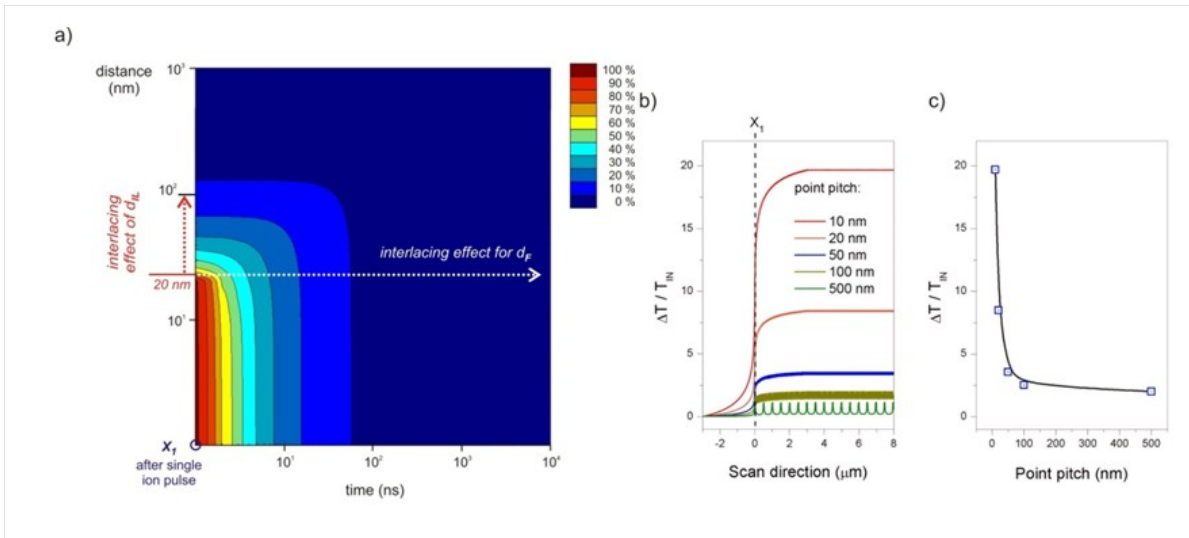 a)
distance
(nm)
10³
10²
10¹
interlacing
effect of d_IL
20 nm
interlacing effect for d_F
X₁
after single
ion pulse
10¹
10²
10³
10⁴
time (ns)
100 %
90 %
80 %
70 %
60 %
50 %
40 %
30 %
20 %
10 %
0 %
b)
X₁
ΔT / T_IN
20
15
10
5
0
point pitch:
10 nm
20 nm
50 nm
100 nm
500 nm
-2
0
2
4
6
8
Scan direction (µm)
c)
ΔT / T_IN
20
15
10
5
0
0
100
200
300
400
500
Point pitch (nm)